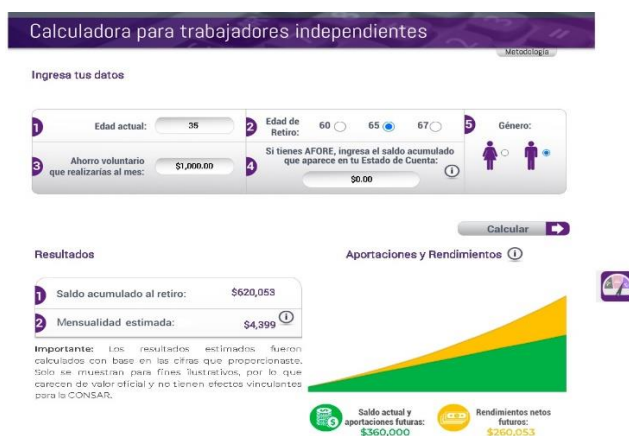 Calculadora para trabajadores independientes
Metodología
Ingresa tus datos
1 Edad actual: 35
2 Edad de Retiro: 60 65 67
5 Género:
3 Ahorro voluntario que realizarías al mes: $1,000.00
4 Si tienes AFORE, ingresa el saldo acumulado que aparece en tu Estado de Cuenta: i
$0.00
Calcular
Resultados
Aportaciones y Rendimientos i
1 Saldo acumulado al retiro: $620,053
2 Mensualidad estimada: $4,399 i
Importante: Los resultados estimados fueron
calculados con base en las cifras que proporcionaste.
Solo se muestran para fines ilustrativos, por lo que
carecen de valor oficial y no tienen efectos vinculantes
para la CONSAR.
Saldo actual y
aportaciones futuras:
$360,000
Rendimientos netos
futuros:
$260,053